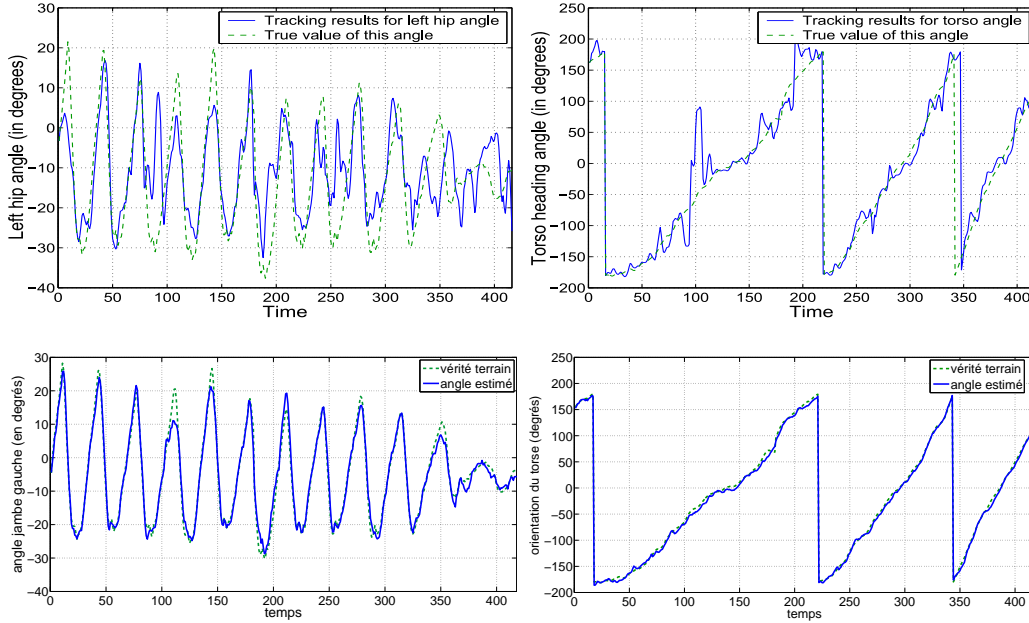 Tracking results for left hip angle
True value of this angle
Left hip angle (in degrees)
30
20
10
0
−10
−20
−30
−40
0 50 100 150 200 250 300 350 400
Time
Tracking results for torso angle
True value of this angle
Torso heading angle (in degrees)
250
200
150
100
50
0
−50
−100
−150
−200
0 50 100 150 200 250 300 350 400
Time
vérité terrain
angle estimé
angle jambe gauche (en degrés)
30
20
10
0
−10
−20
−30
−40
0 50 100 150 200 250 300 350 400
temps
vérité terrain
angle estimé
orientation du torse (degrés)
250
200
150
100
50
0
−50
−100
−150
−200
0 50 100 150 200 250 300 350 400
temps